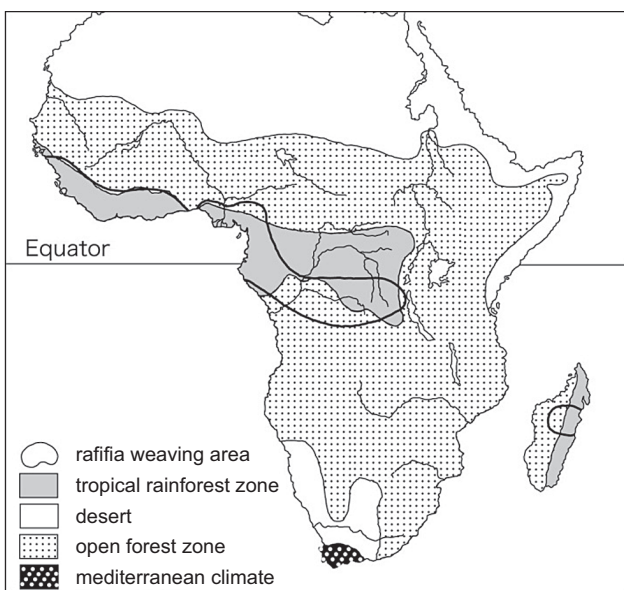 Equator
rafifia weaving area
tropical rainforest zone
desert
open forest zone
mediterranean climate